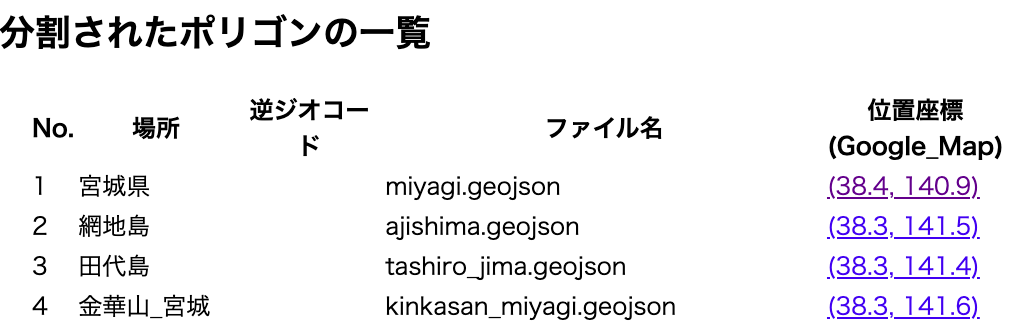 分割されたポリゴンの一覧
No. 場所 逆ジオコード ファイル名 位置座標(Google_Map)
1 宮城県 miyagi.geojson (38.4, 140.9)
2 網地島 ajishima.geojson (38.3, 141.5)
3 田代島 tashiro_jima.geojson (38.3, 141.4)
4 金華山_宮城 kinkasan_miyagi.geojson (38.3, 141.6)